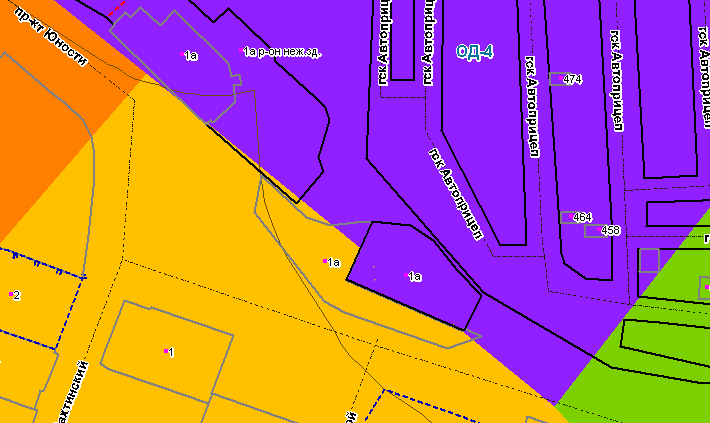 пр-кт Юности
1а
1а р-он неж.зд.
гск Автоприцеп
гск Автоприцеп
ОД-4
474
гск Автоприцеп
гск Автоприцеп
гск Автоприцеп
гск Автоприцеп
464
458
1а
1а
2
1